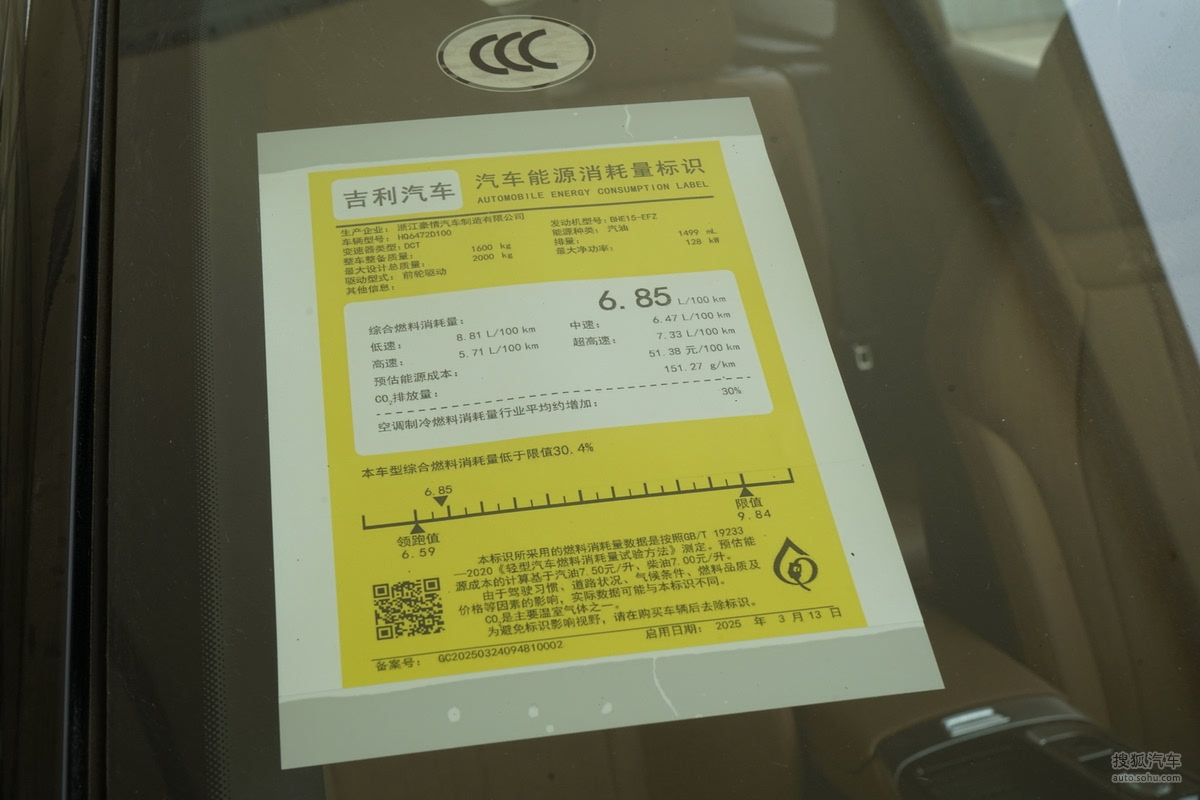 CCC
吉利汽车
汽车能源消耗量标识
AUTOMOBILE ENERGY CONSUMPTION LABEL
生产企业: 浙江豪情汽车制造有限公司
车辆型号: HQ6472D100
发动机型号: BHE15-EFZ
变速器类型: DCT
能源种类: 汽油
整车整备质量: 1600 kg
排量: 1499 mL
最大设计总质量: 2000 kg
最大净功率: 128 kW
驱动型式: 前轮驱动
其他信息:
综合燃料消耗量: 6.85 L/100 km
低速: 8.81 L/100 km 中速: 6.47 L/100 km
高速: 5.71 L/100 km 超高速: 7.33 L/100 km
预估能源成本: 51.38 元/100 km
CO₂排放量: 151.27 g/km
空调制冷燃料消耗量行业平均约增加: 30%
本车型综合燃料消耗量低于限值30.4%
6.85
领跑值
6.59
限值
9.84
本标识所采用的燃料消耗量数据是按照GB/T 19233
—2020《轻型汽车燃料消耗量试验方法》测定。预估能
源成本的计算基于汽油7.50元/升、柴油7.00元/升。
由于驾驶习惯、道路状况、气候条件、燃料品质及
价格等因素的影响，实际数据可能与本标识不同。
CO₂是主要温室气体之一。
为避免标识影响视野，请在购买车辆后去除标识。
备案号: GC20250324094810002
启用日期: 2025 年 3 月 13 日
搜狐汽车
auto.sohu.com